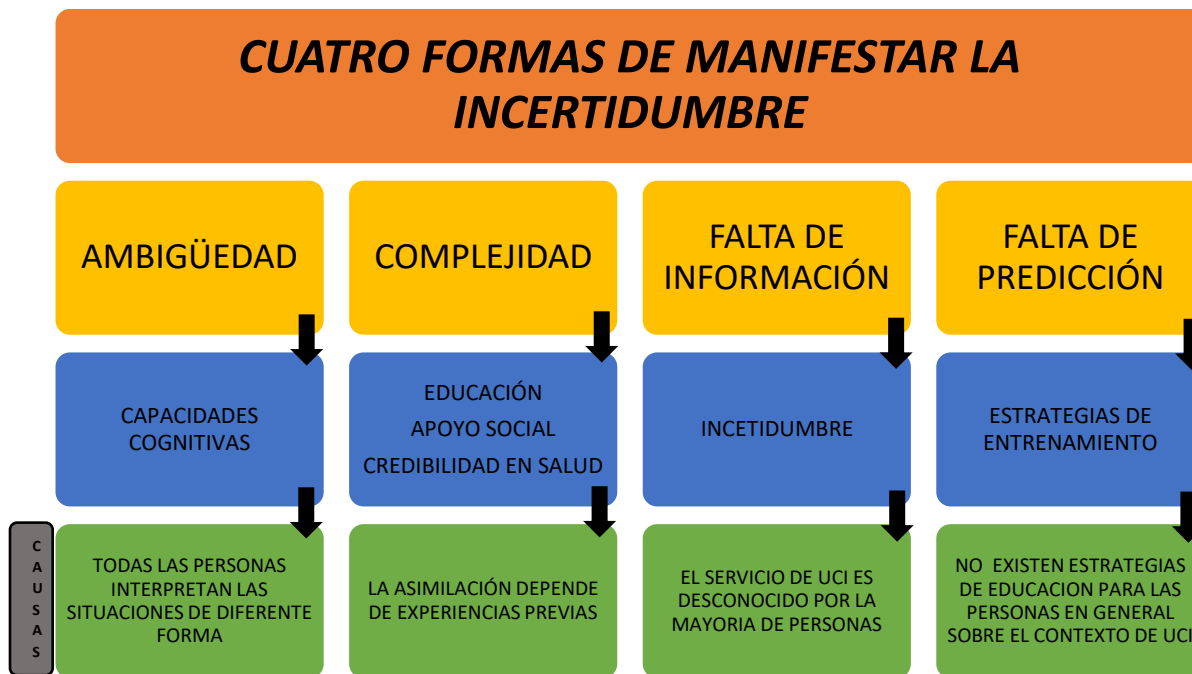 CUATRO FORMAS DE MANIFESTAR LA
INCERTIDUMBRE
AMBIGÜEDAD
COMPLEJIDAD
FALTA DE
INFORMACIÓN
FALTA DE
PREDICCIÓN
CAPACIDADES
COGNITIVAS
EDUCACIÓN
APOYO SOCIAL
CREDIBILIDAD EN SALUD
INCETIDUMBRE
ESTRATEGIAS DE
ENTRENAMIENTO
C
A
U
S
A
S
TODAS LAS PERSONAS
INTERPRETAN LAS
SITUACIONES DE DIFERENTE
FORMA
LA ASIMILACIÓN DEPENDE
DE EXPERIENCIAS PREVIAS
EL SERVICIO DE UCI ES
DESCONOCIDO POR LA
MAYORIA DE PERSONAS
NO EXISTEN ESTRATEGIAS
DE EDUCACION PARA LAS
PERSONAS EN GENERAL
SOBRE EL CONTEXTO DE UCI